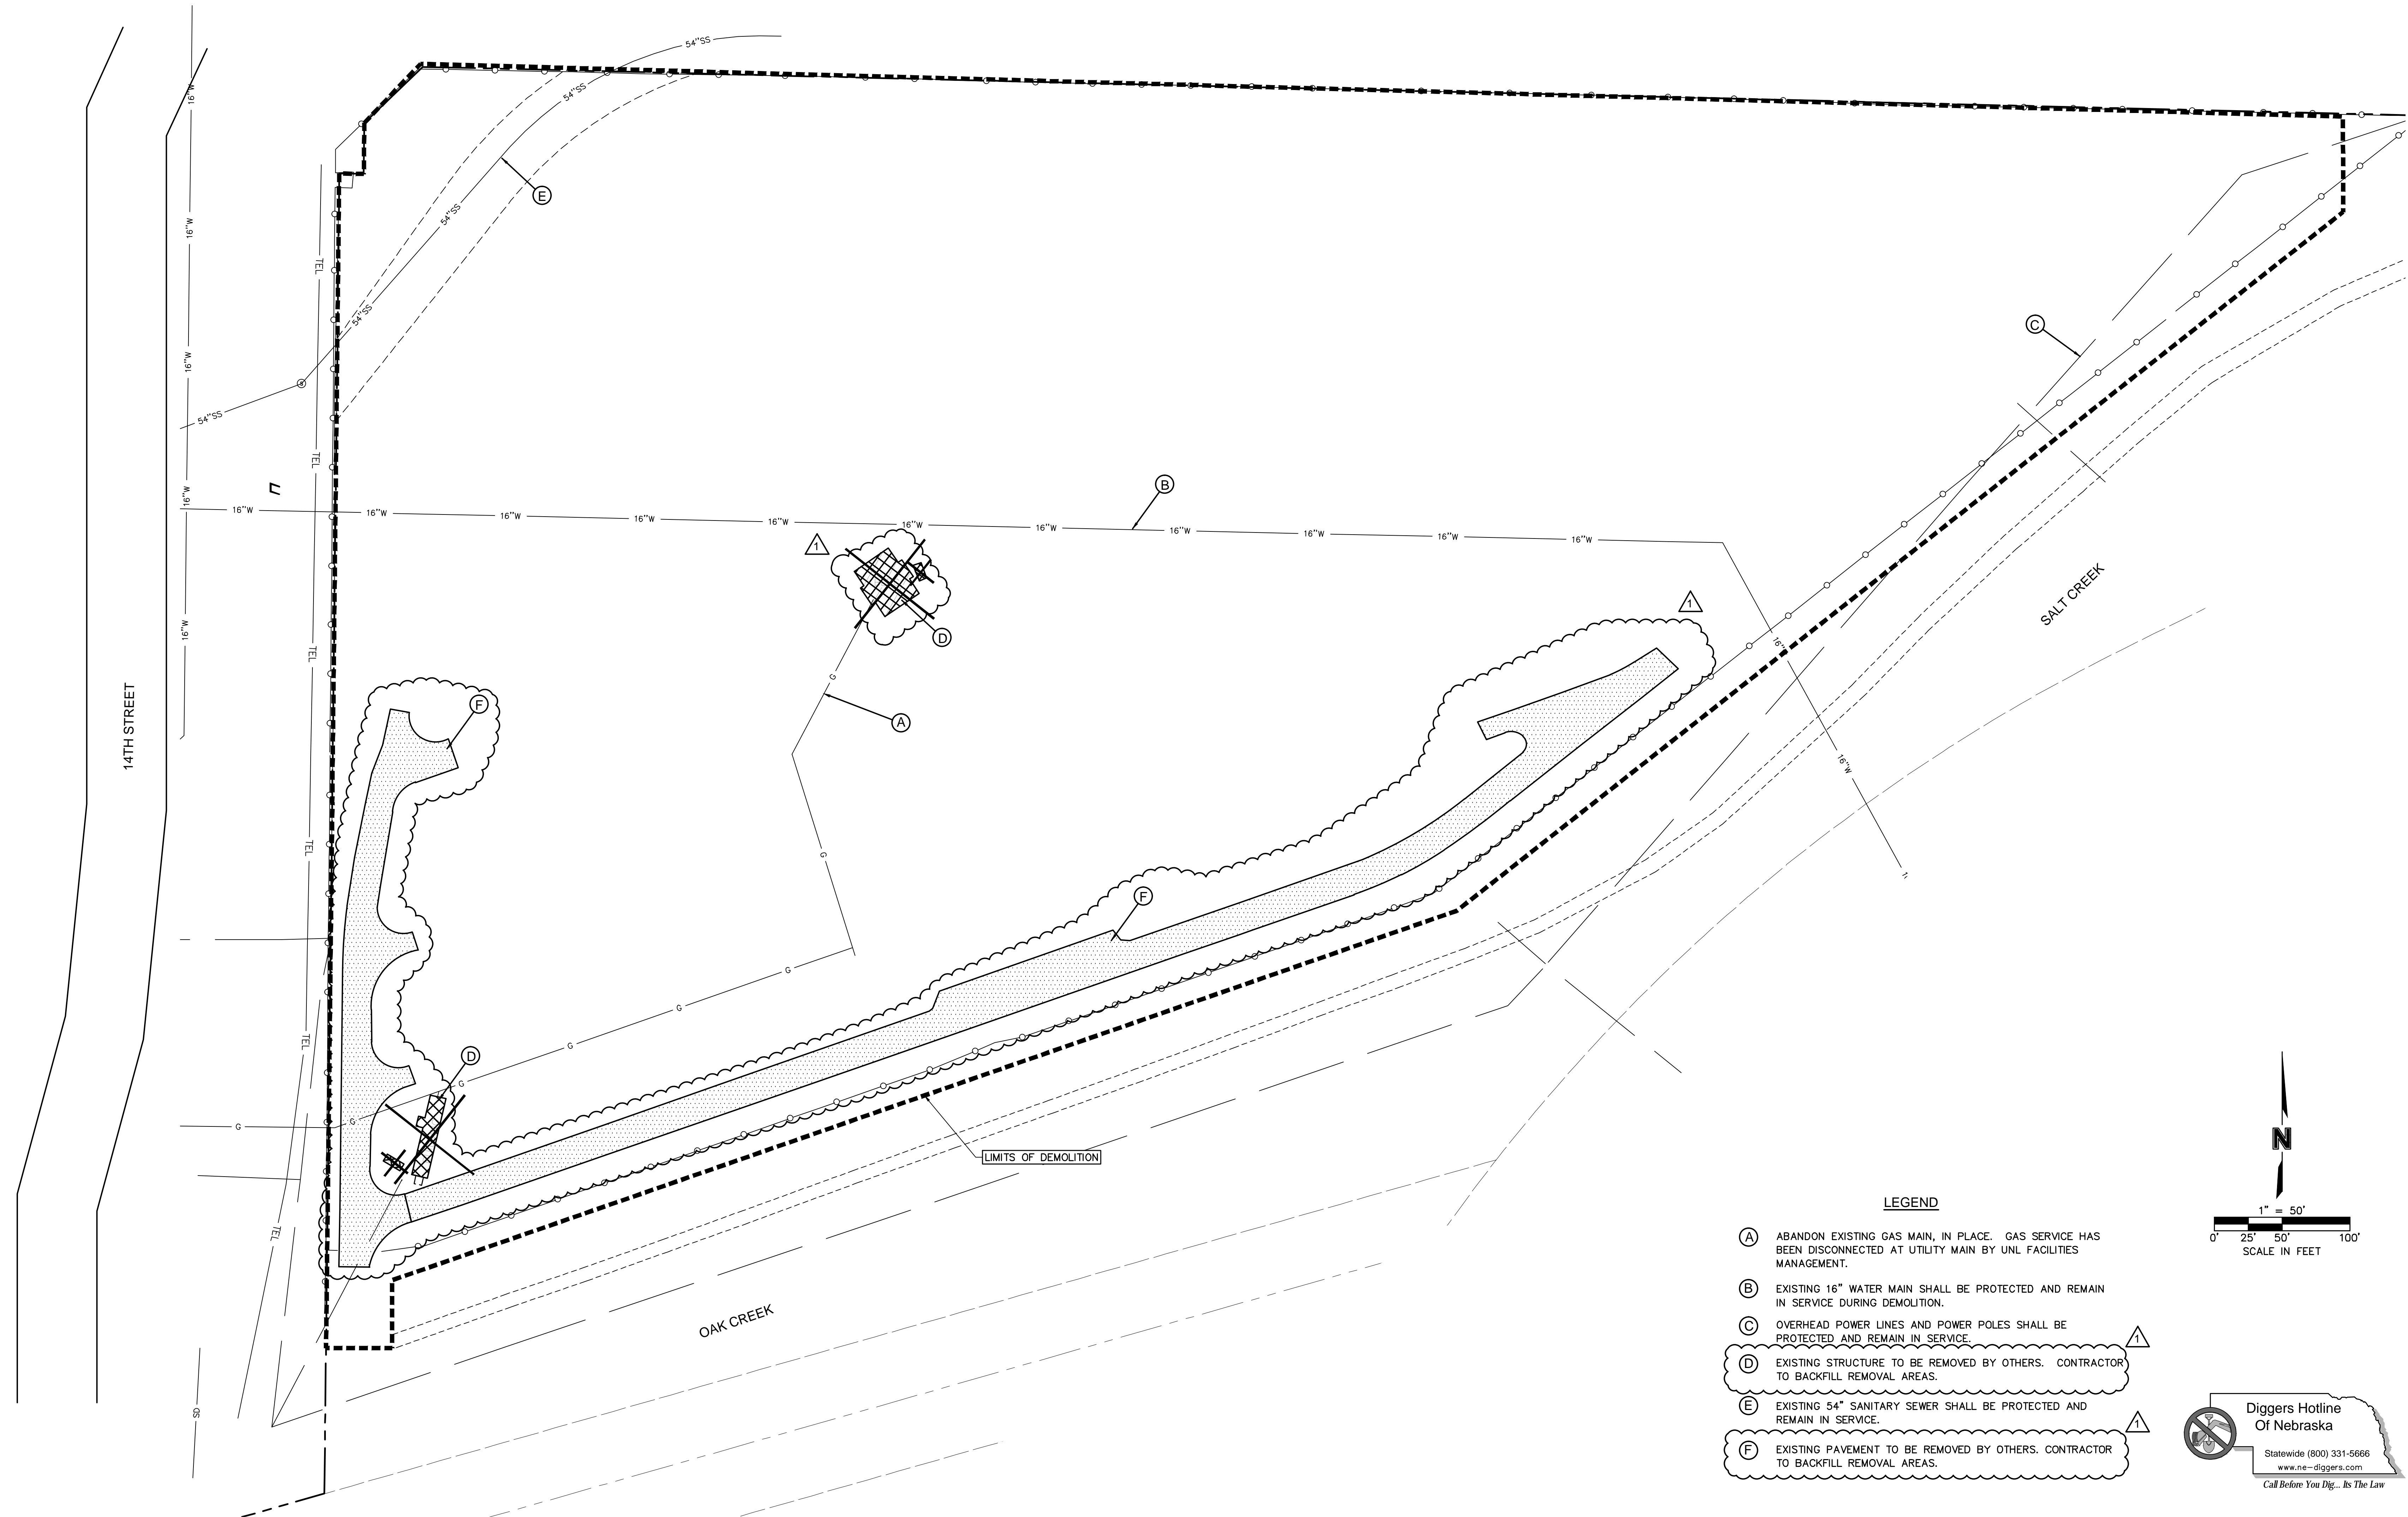 54"SS
54"SS
54"SS
54"SS
54"SS
E
16"W
16"W
16"W
16"W
16"W
TEL
TEL
TEL
TEL
TEL
TEL
S
C
B
16"W
16"W
16"W
16"W
16"W
16"W
16"W
16"W
16"W
16"W
16"W
1
D
G
A
G
1
16"
16"W
SALT CREEK
14TH STREET
F
F
G
G
G
G
G
G
D
LIMITS OF DEMOLITION
OAK CREEK
SD
N
1" = 50'
0' 25' 50' 100'
SCALE IN FEET
LEGEND
A ABANDON EXISTING GAS MAIN, IN PLACE. GAS SERVICE HAS
BEEN DISCONNECTED AT UTILITY MAIN BY UNL FACILITIES
MANAGEMENT.
B EXISTING 16" WATER MAIN SHALL BE PROTECTED AND REMAIN
IN SERVICE DURING DEMOLITION.
C OVERHEAD POWER LINES AND POWER POLES SHALL BE
PROTECTED AND REMAIN IN SERVICE.
1
D EXISTING STRUCTURE TO BE REMOVED BY OTHERS. CONTRACTOR
TO BACKFILL REMOVAL AREAS.
E EXISTING 54" SANITARY SEWER SHALL BE PROTECTED AND
REMAIN IN SERVICE.
1
F EXISTING PAVEMENT TO BE REMOVED BY OTHERS. CONTRACTOR
TO BACKFILL REMOVAL AREAS.
Diggers Hotline
Of Nebraska
Statewide (800) 331-5666
www.ne-diggers.com
Call Before You Dig... Its The Law